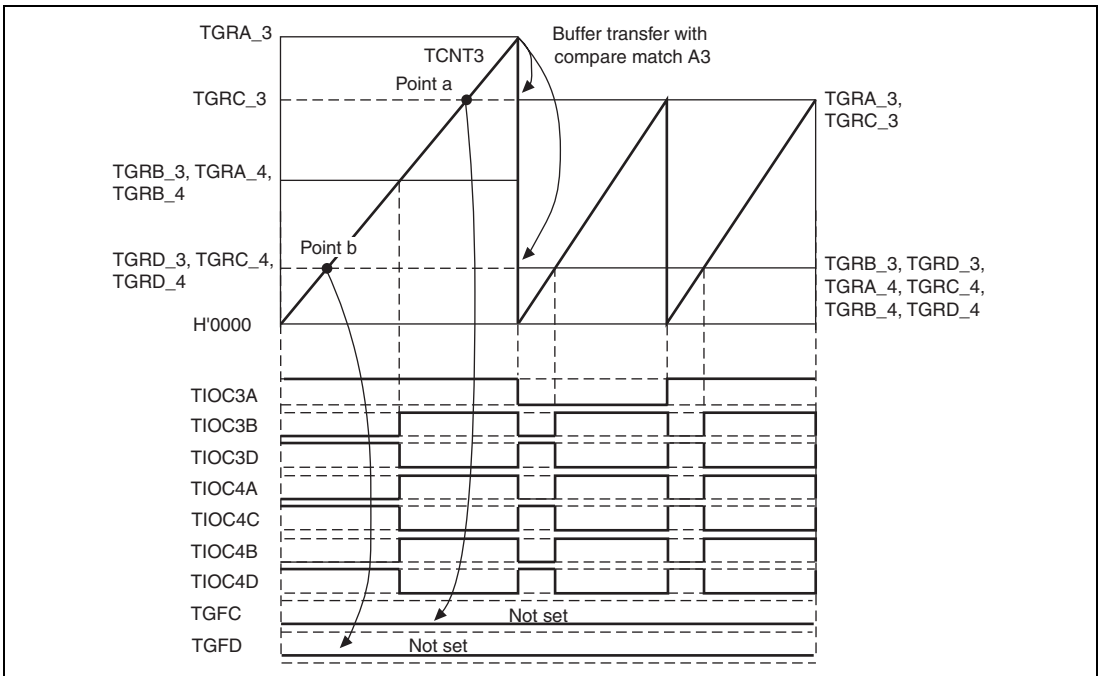 TGRA_3
TCNT3
Buffer transfer with
compare match A3
Point a
TGRC_3
TGRA_3,
TGRC_3
TGRB_3, TGRA_4,
TGRB_4
Point b
TGRD_3, TGRC_4,
TGRD_4
TGRB_3, TGRD_3,
TGRA_4, TGRC_4,
TGRB_4, TGRD_4
H'0000
TIOC3A
TIOC3B
TIOC3D
TIOC4A
TIOC4C
TIOC4B
TIOC4D
TGFC
Not set
TGFD
Not set